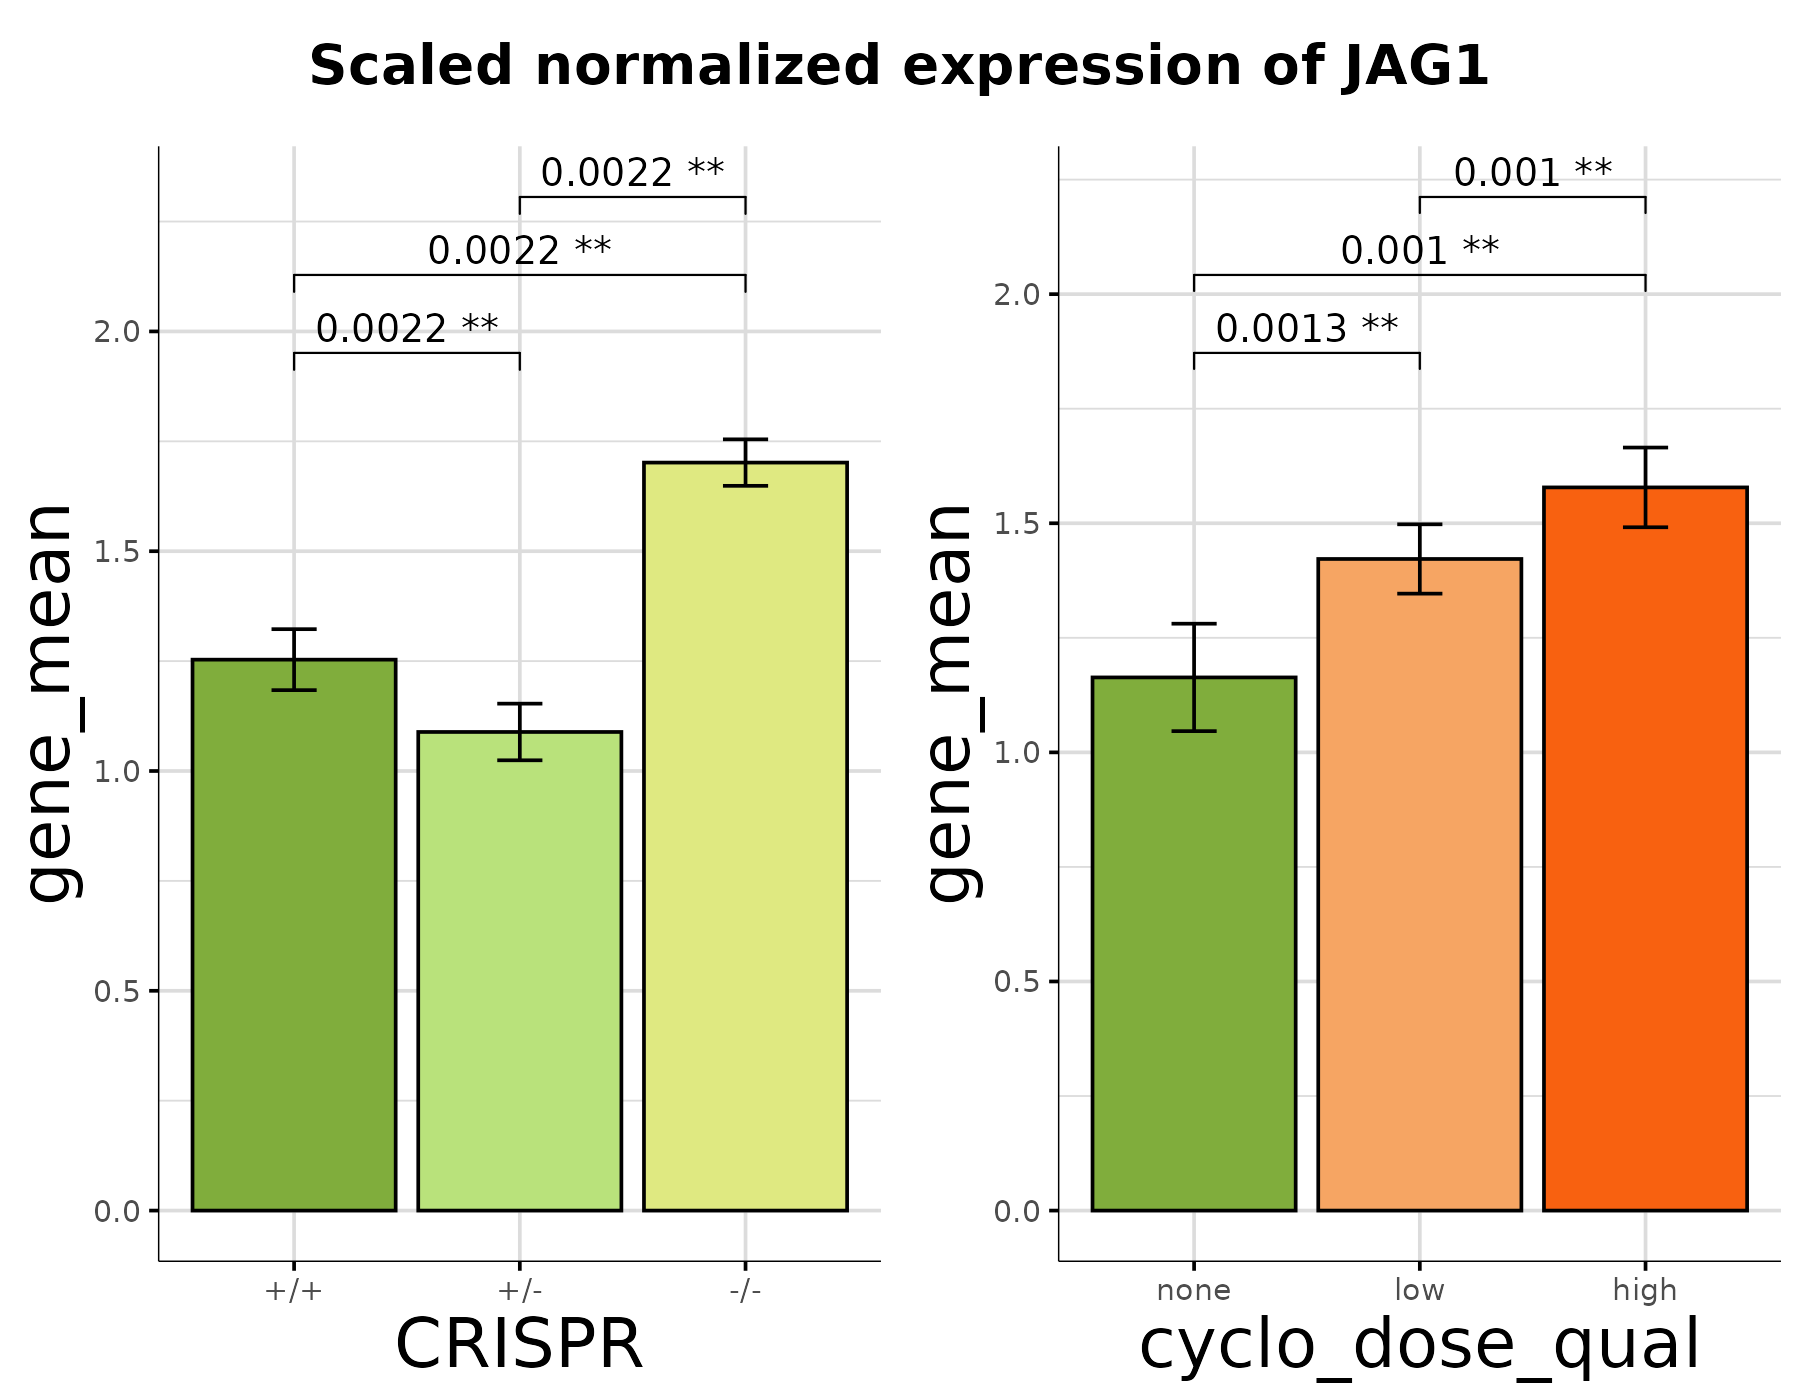 Scaled normalized expression of JAG1
0.0022 **
0.0022 **
0.0022 **
gene_mean
2.0
1.5
1.0
0.5
0.0
+/+
+/-
-/-
CRISPR
0.001 **
0.001 **
0.0013 **
gene_mean
2.0
1.5
1.0
0.5
0.0
none
low
high
cyclo_dose_qual